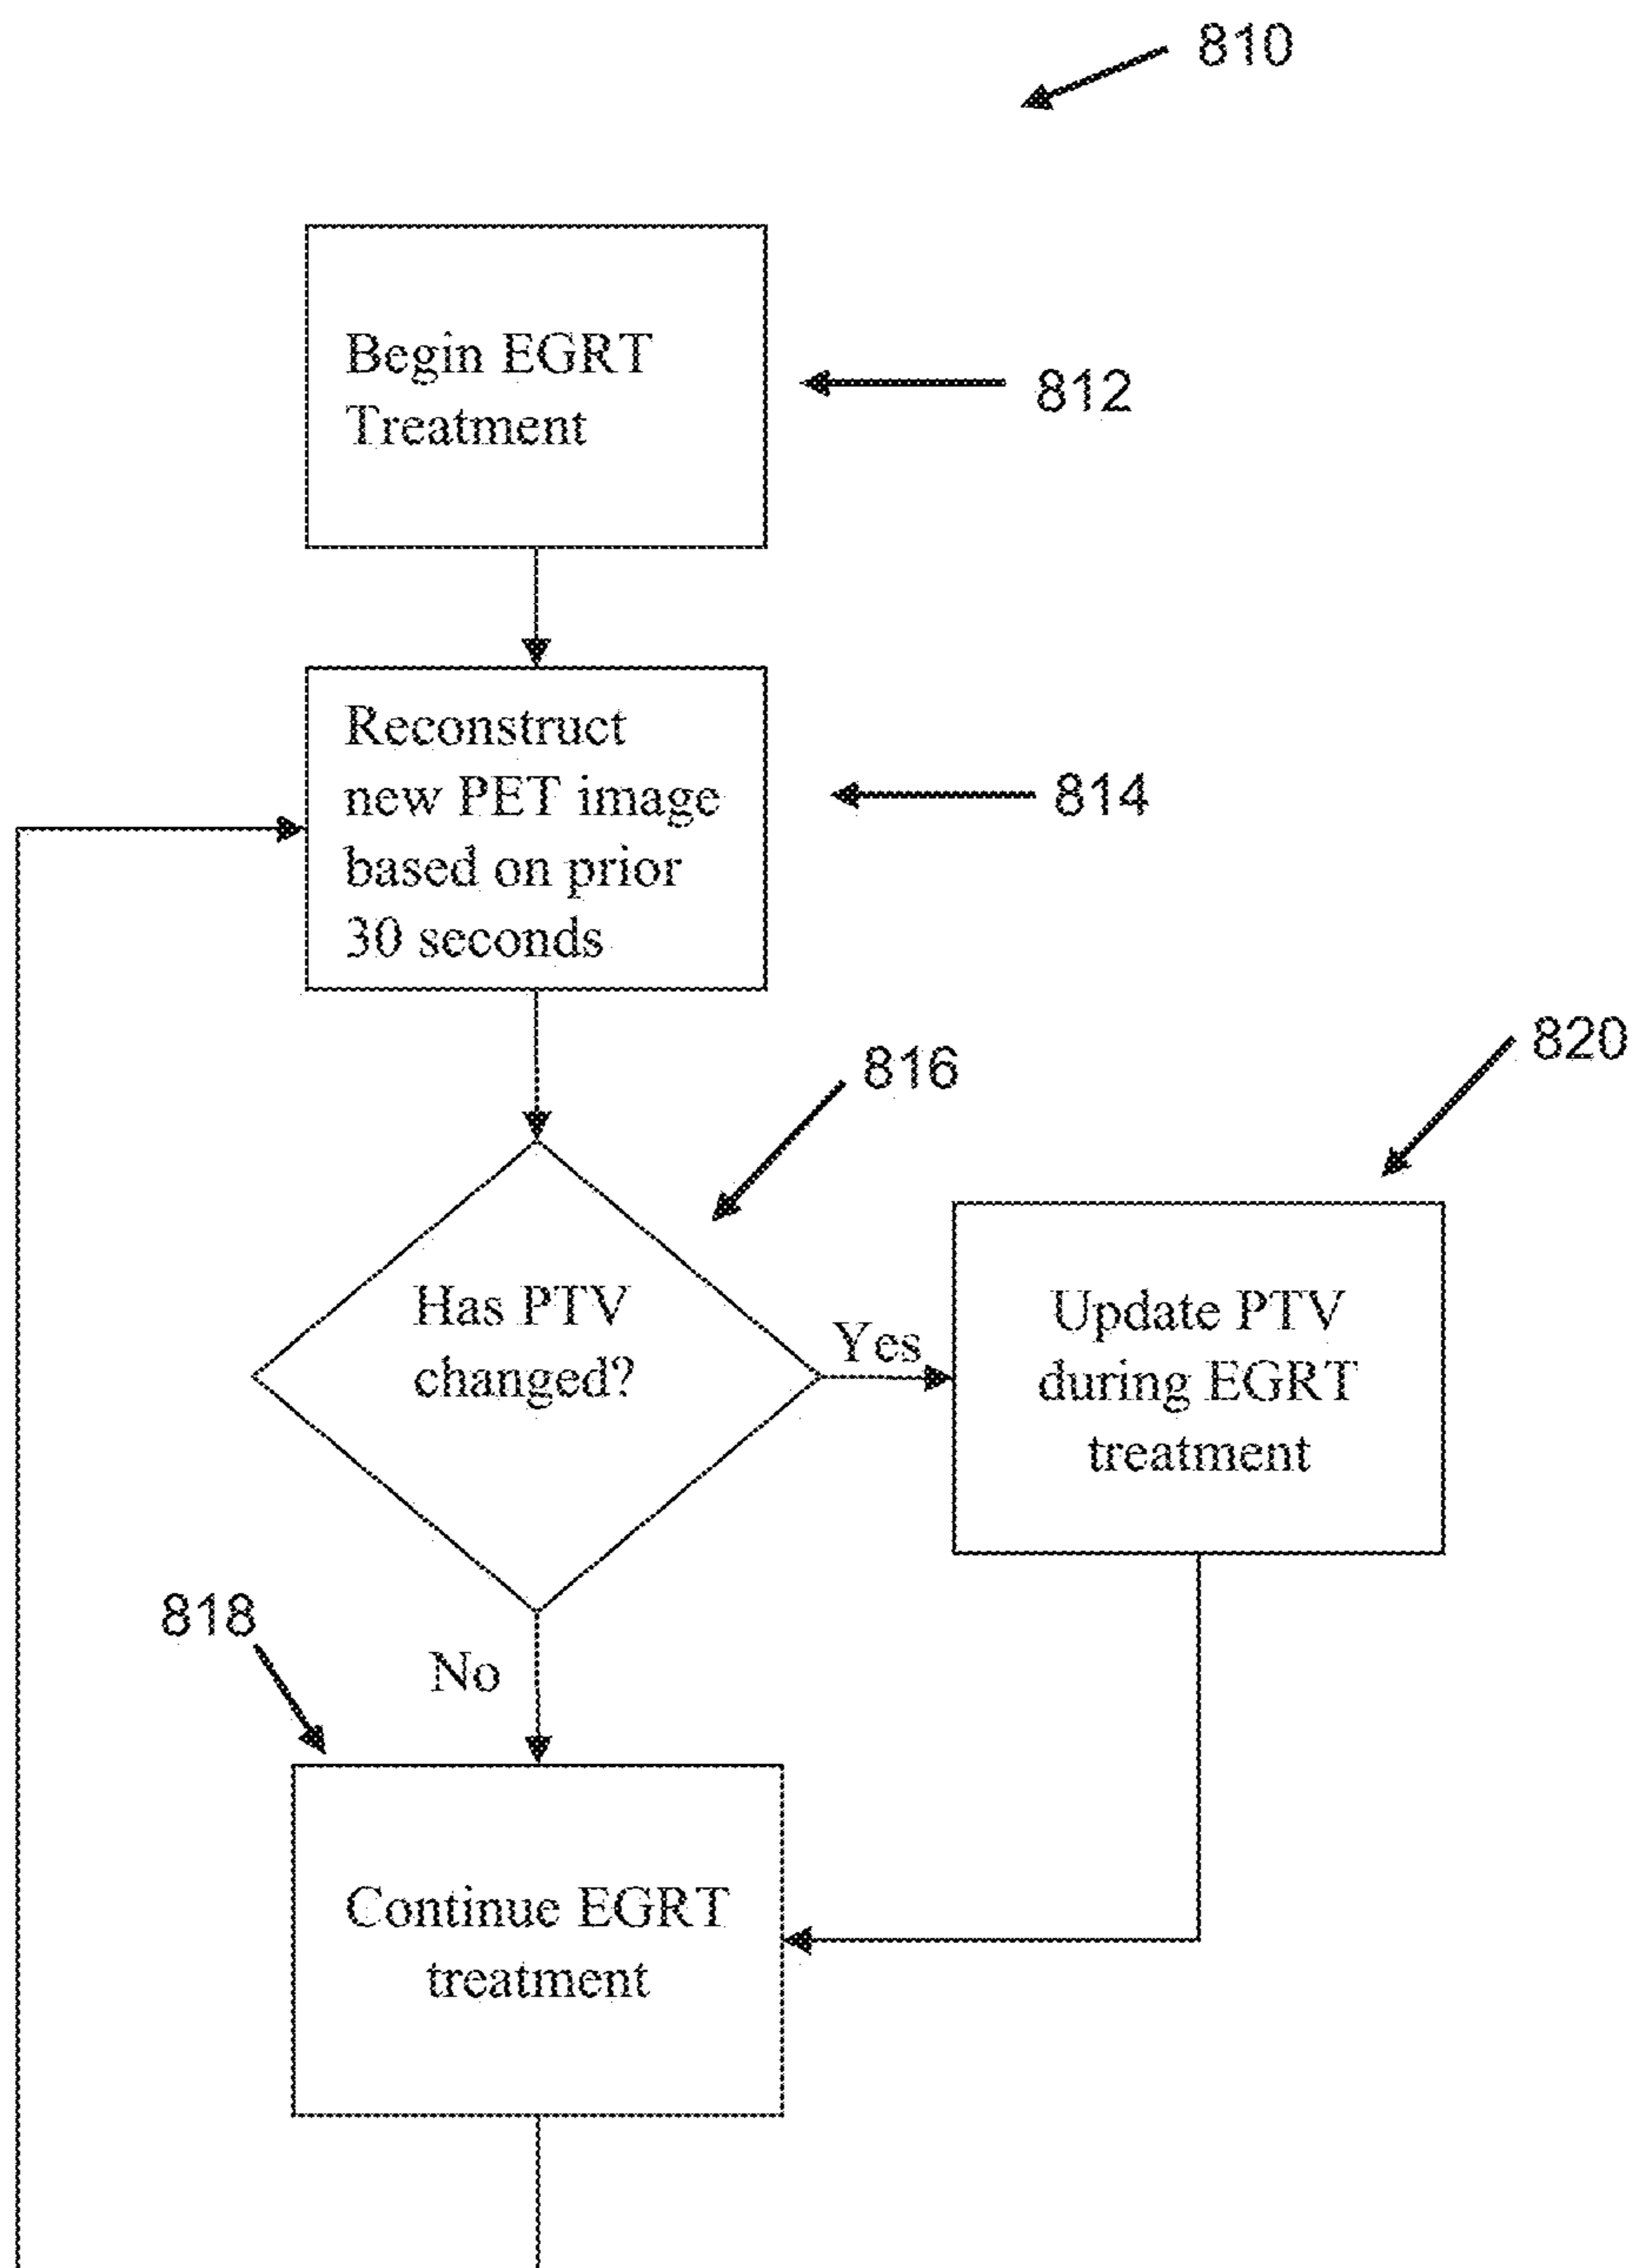 810
Begin EGRT
Treatment
812
Reconstruct
new PET image
based on prior
30 seconds
814
816
820
Has PTV
changed?
Yes
Update PTV
during EGRT
treatment
818
No
Continue EGRT
treatment